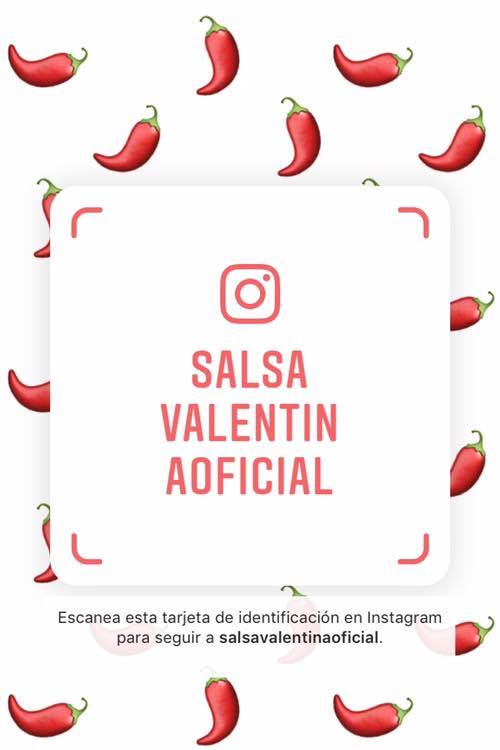 SALSA
VALENTIN
AOFICIAL
Escanea esta tarjeta de identificación en Instagram
para seguir a salsavalentinaoficial.